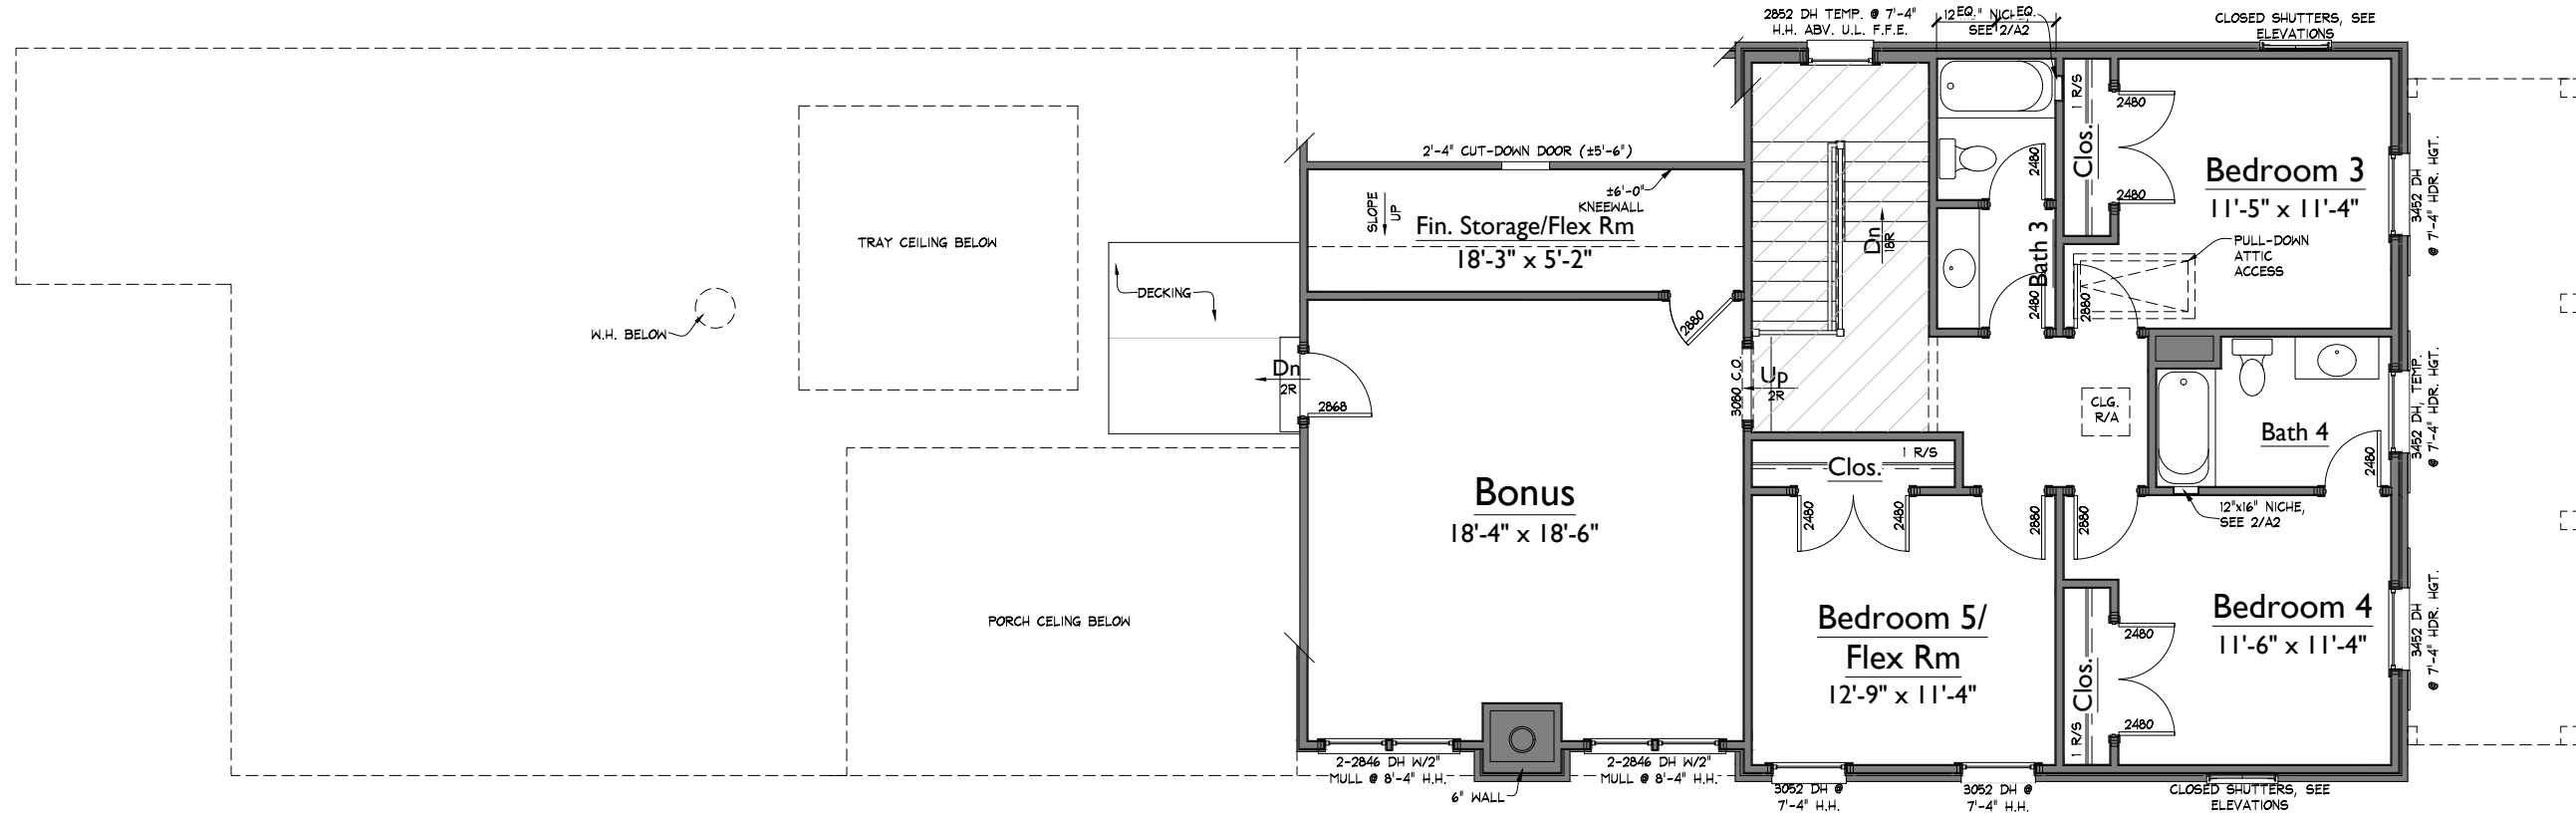 2852 DH TEMP. @ 7'-4"
H.H. ABV. U.L. F.F.E.
EQ. EQ.
NICHE,
SEE 2/A2
CLOSED SHUTTERS, SEE
ELEVATIONS
2'-4" CUT-DOWN DOOR (±5'-6")
±6'-0"
KNEEWALL
SLOPE
UP
Fin. Storage/Flex Rm
18'-3" x 5'-2"
TRAY CEILING BELOW
DECKING
W.H. BELOW
Dn
2R
2868
2880
3080 C.O.
Up
2R
Dn
18R
2480
Bath 3
2480
1 R/S
Clos.
2480
2480
Bedroom 3
11'-5" x 11'-4"
3452 DH
@ 7'-4" HDR. HGT.
PULL-DOWN
ATTIC
ACCESS
2880
CLG.
R/A
Bath 4
2480
3452 DH, TEMP.
@ 7'-4" HDR. HGT.
12"x16" NICHE,
SEE 2/A2
1 R/S
Clos.
2480
2480
2880
2880
Bonus
18'-4" x 18'-6"
PORCH CELING BELOW
Bedroom 5/
Flex Rm
12'-9" x 11'-4"
Bedroom 4
11'-6" x 11'-4"
2480
Clos.
2480
1 R/S
3452 DH
@ 7'-4" HDR. HGT.
2-2846 DH W/2"
MULL @ 8'-4" H.H.
6" WALL
2-2846 DH W/2"
MULL @ 8'-4" H.H.
3052 DH @
7'-4" H.H.
3052 DH @
7'-4" H.H.
CLOSED SHUTTERS, SEE
ELEVATIONS